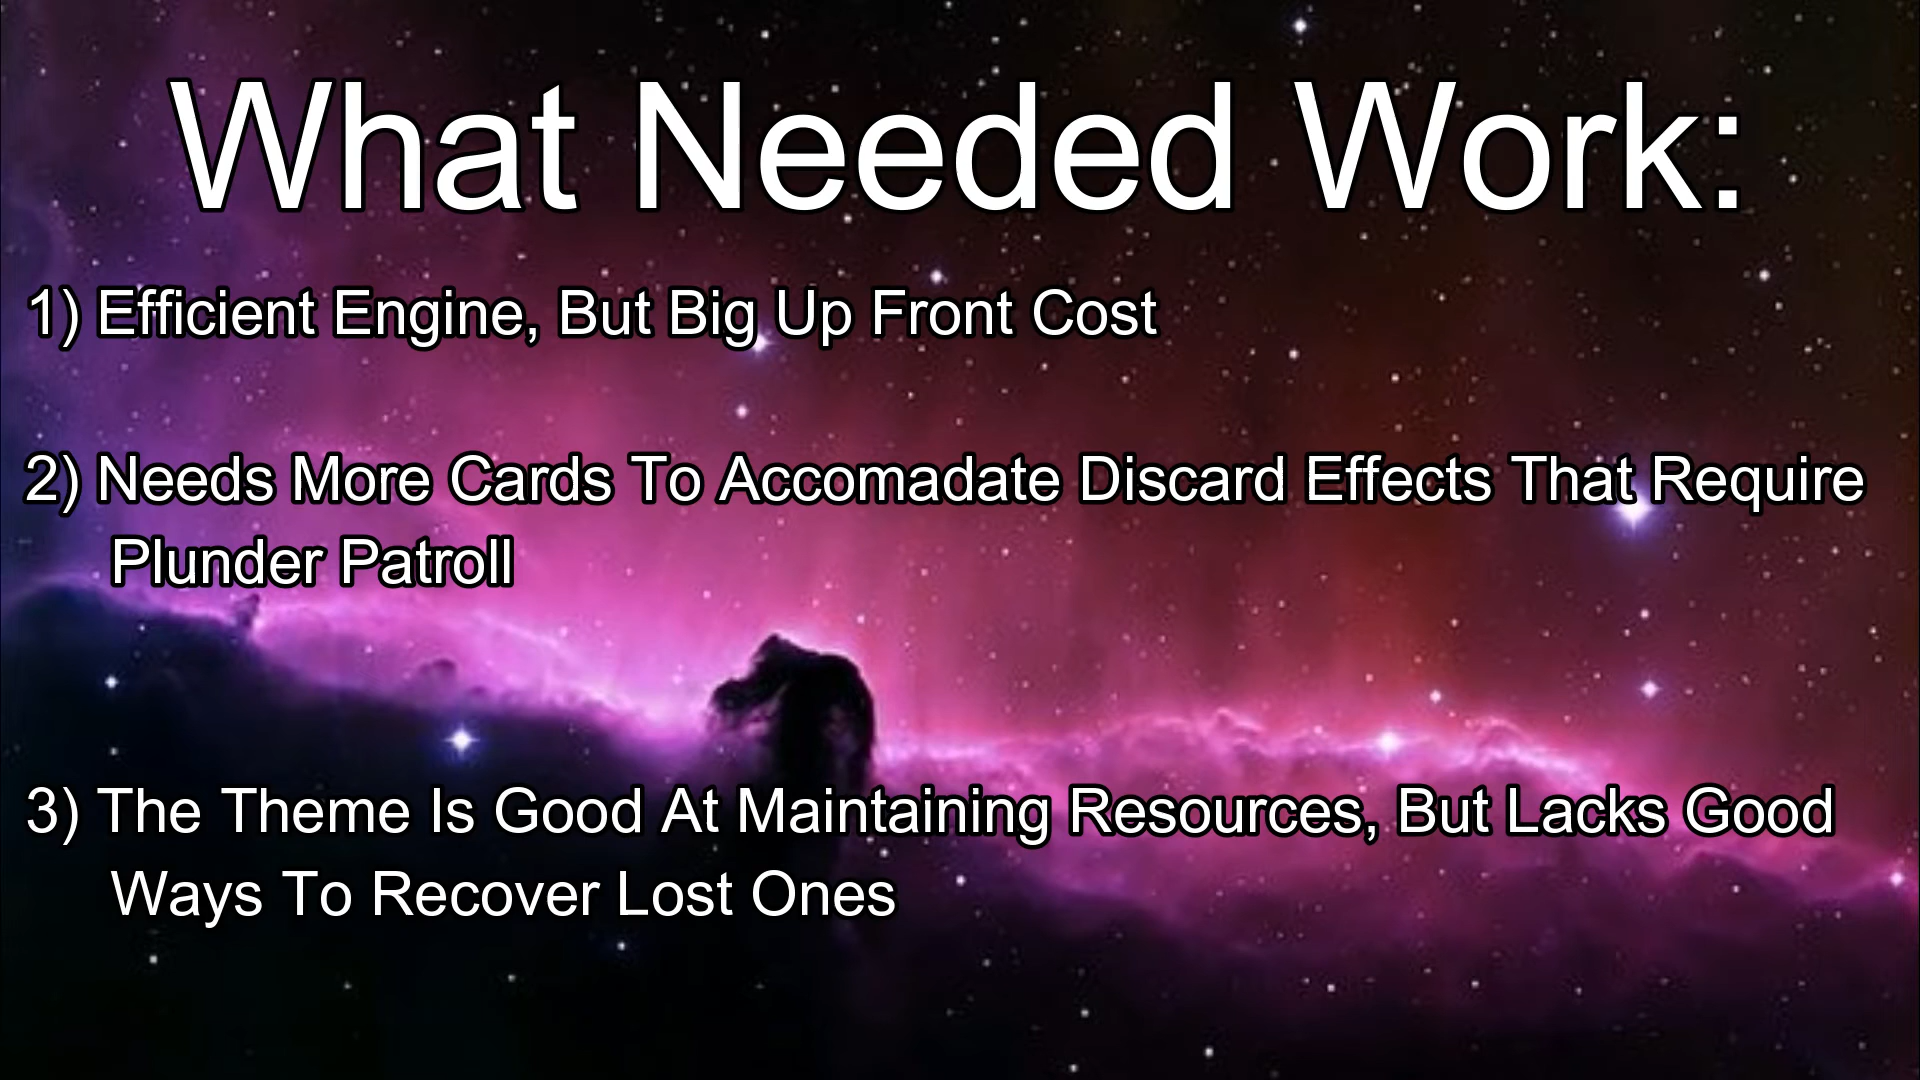 What Needed Work:
1) Efficient Engine, But Big Up Front Cost
2) Needs More Cards To Accomadate Discard Effects That Require
Plunder Patroll
3) The Theme Is Good At Maintaining Resources, But Lacks Good
Ways To Recover Lost Ones